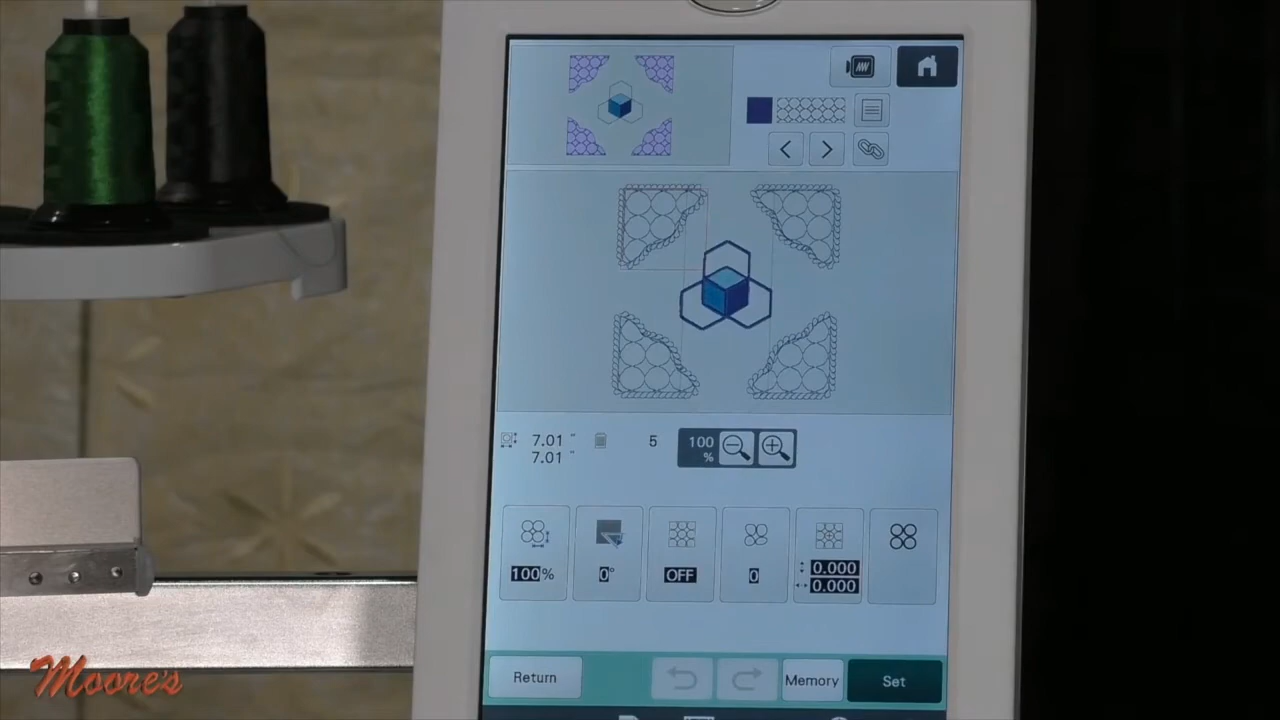 7.01 "
7.01 "
5
100
%
100%
0°
OFF
0
0.000
0.000
Return
Memory
Set
Moore's